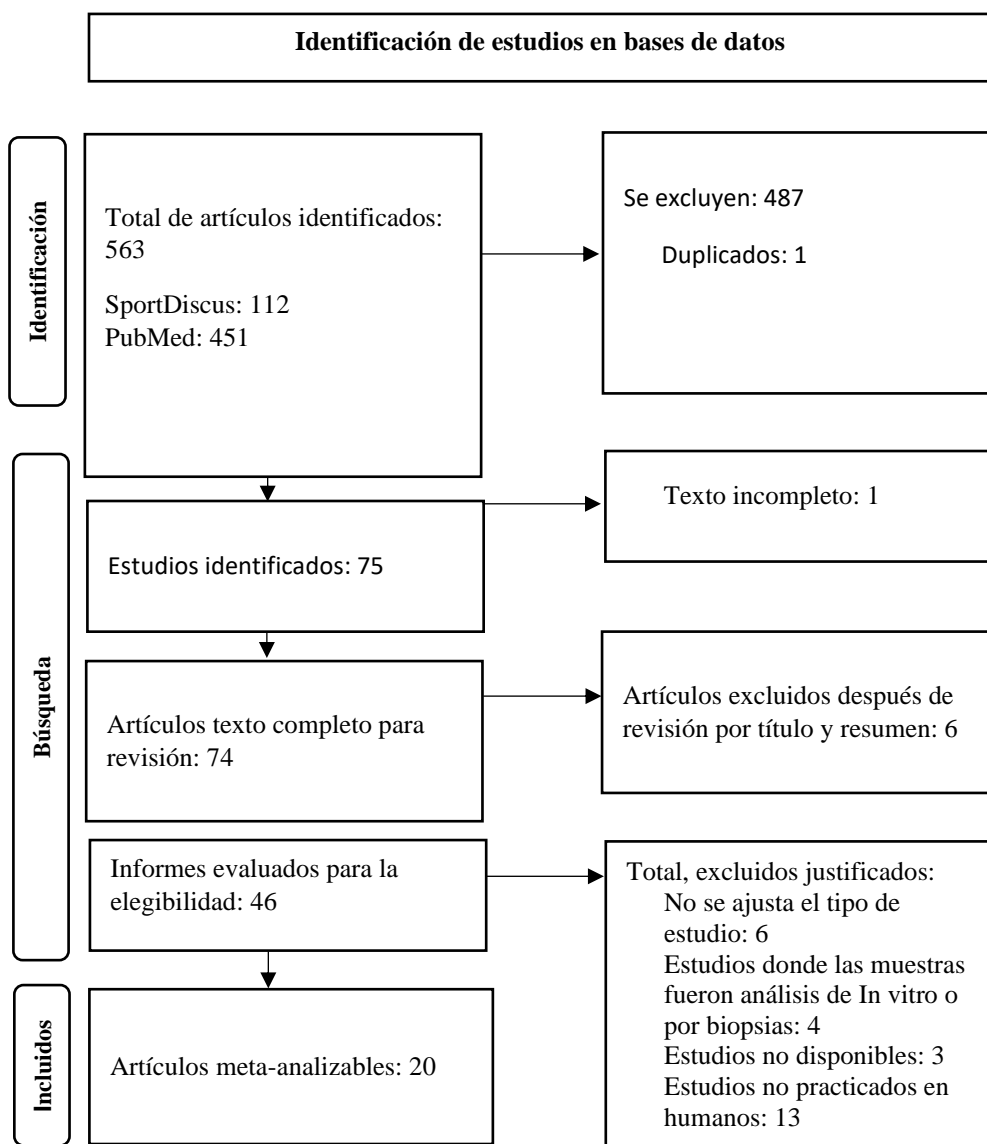 Identificación de estudios en bases de datos
Identificación
Total de artículos identificados:
563
SportDiscus: 112
PubMed: 451
Se excluyen: 487
Duplicados: 1
Búsqueda
Estudios identificados: 75
Texto incompleto: 1
Artículos texto completo para
revisión: 74
Artículos excluidos después de
revisión por título y resumen: 6
Informes evaluados para la
elegibilidad: 46
Total, excluidos justificados:
No se ajusta el tipo de
estudio: 6
Estudios donde las muestras
fueron análisis de In vitro o
por biopsias: 4
Estudios no disponibles: 3
Estudios no practicados en
humanos: 13
Incluidos
Artículos meta-analizables: 20